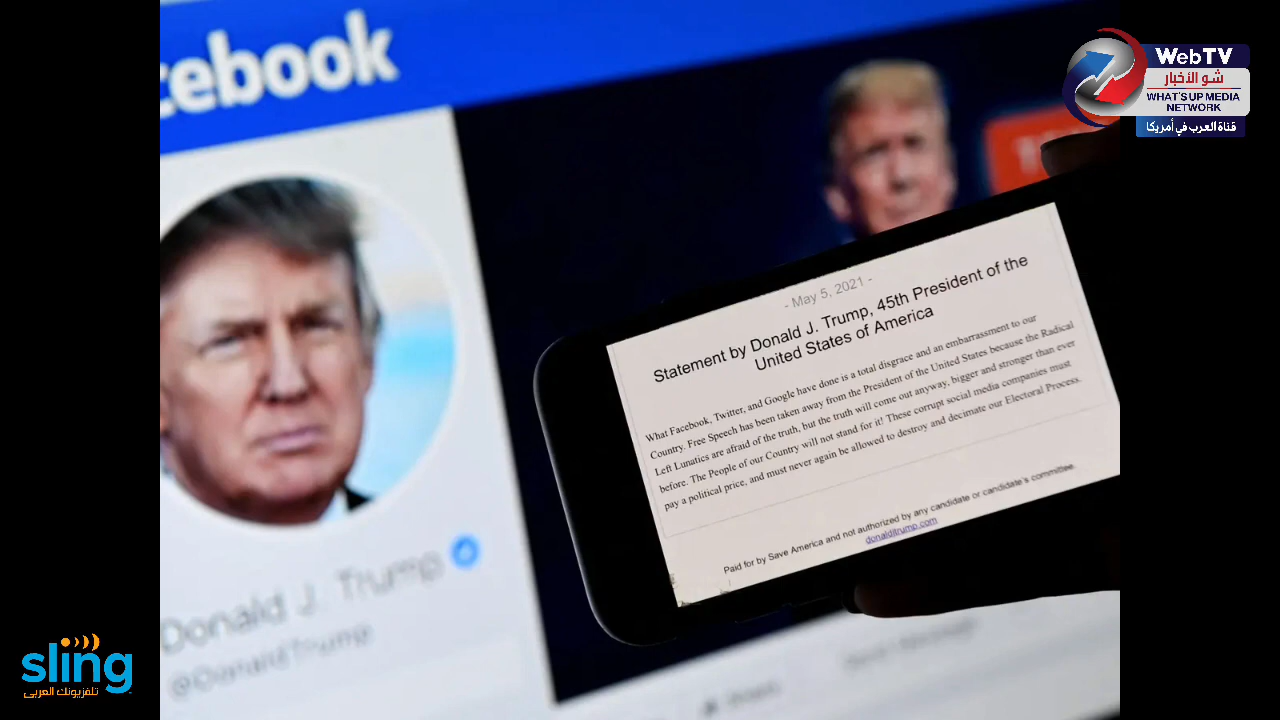 cebook
WebTV
شو الأخبار
WHAT'S UP MEDIA
NETWORK
قناة العرب في أمريكا
- May 5, 2021 -
Statement by Donald J. Trump, 45th President of the
United States of America
What Facebook, Twitter, and Google have done is a total disgrace and an embarrassment to our
Country. Free Speech has been taken away from the President of the United States because the Radical
Left Lunatics are afraid of the truth, but the truth will come out anyway, bigger and stronger than ever
before. The People of our Country will not stand for it! These corrupt social media companies must
pay a political price, and must never again be allowed to destroy and decimate our Electoral Process.
Paid for by Save America and not authorized by any candidate or candidate's committee.
donaldjtrump.com
Donald J. Trump
@DonaldTrump
sling
تلفزيونك العربي